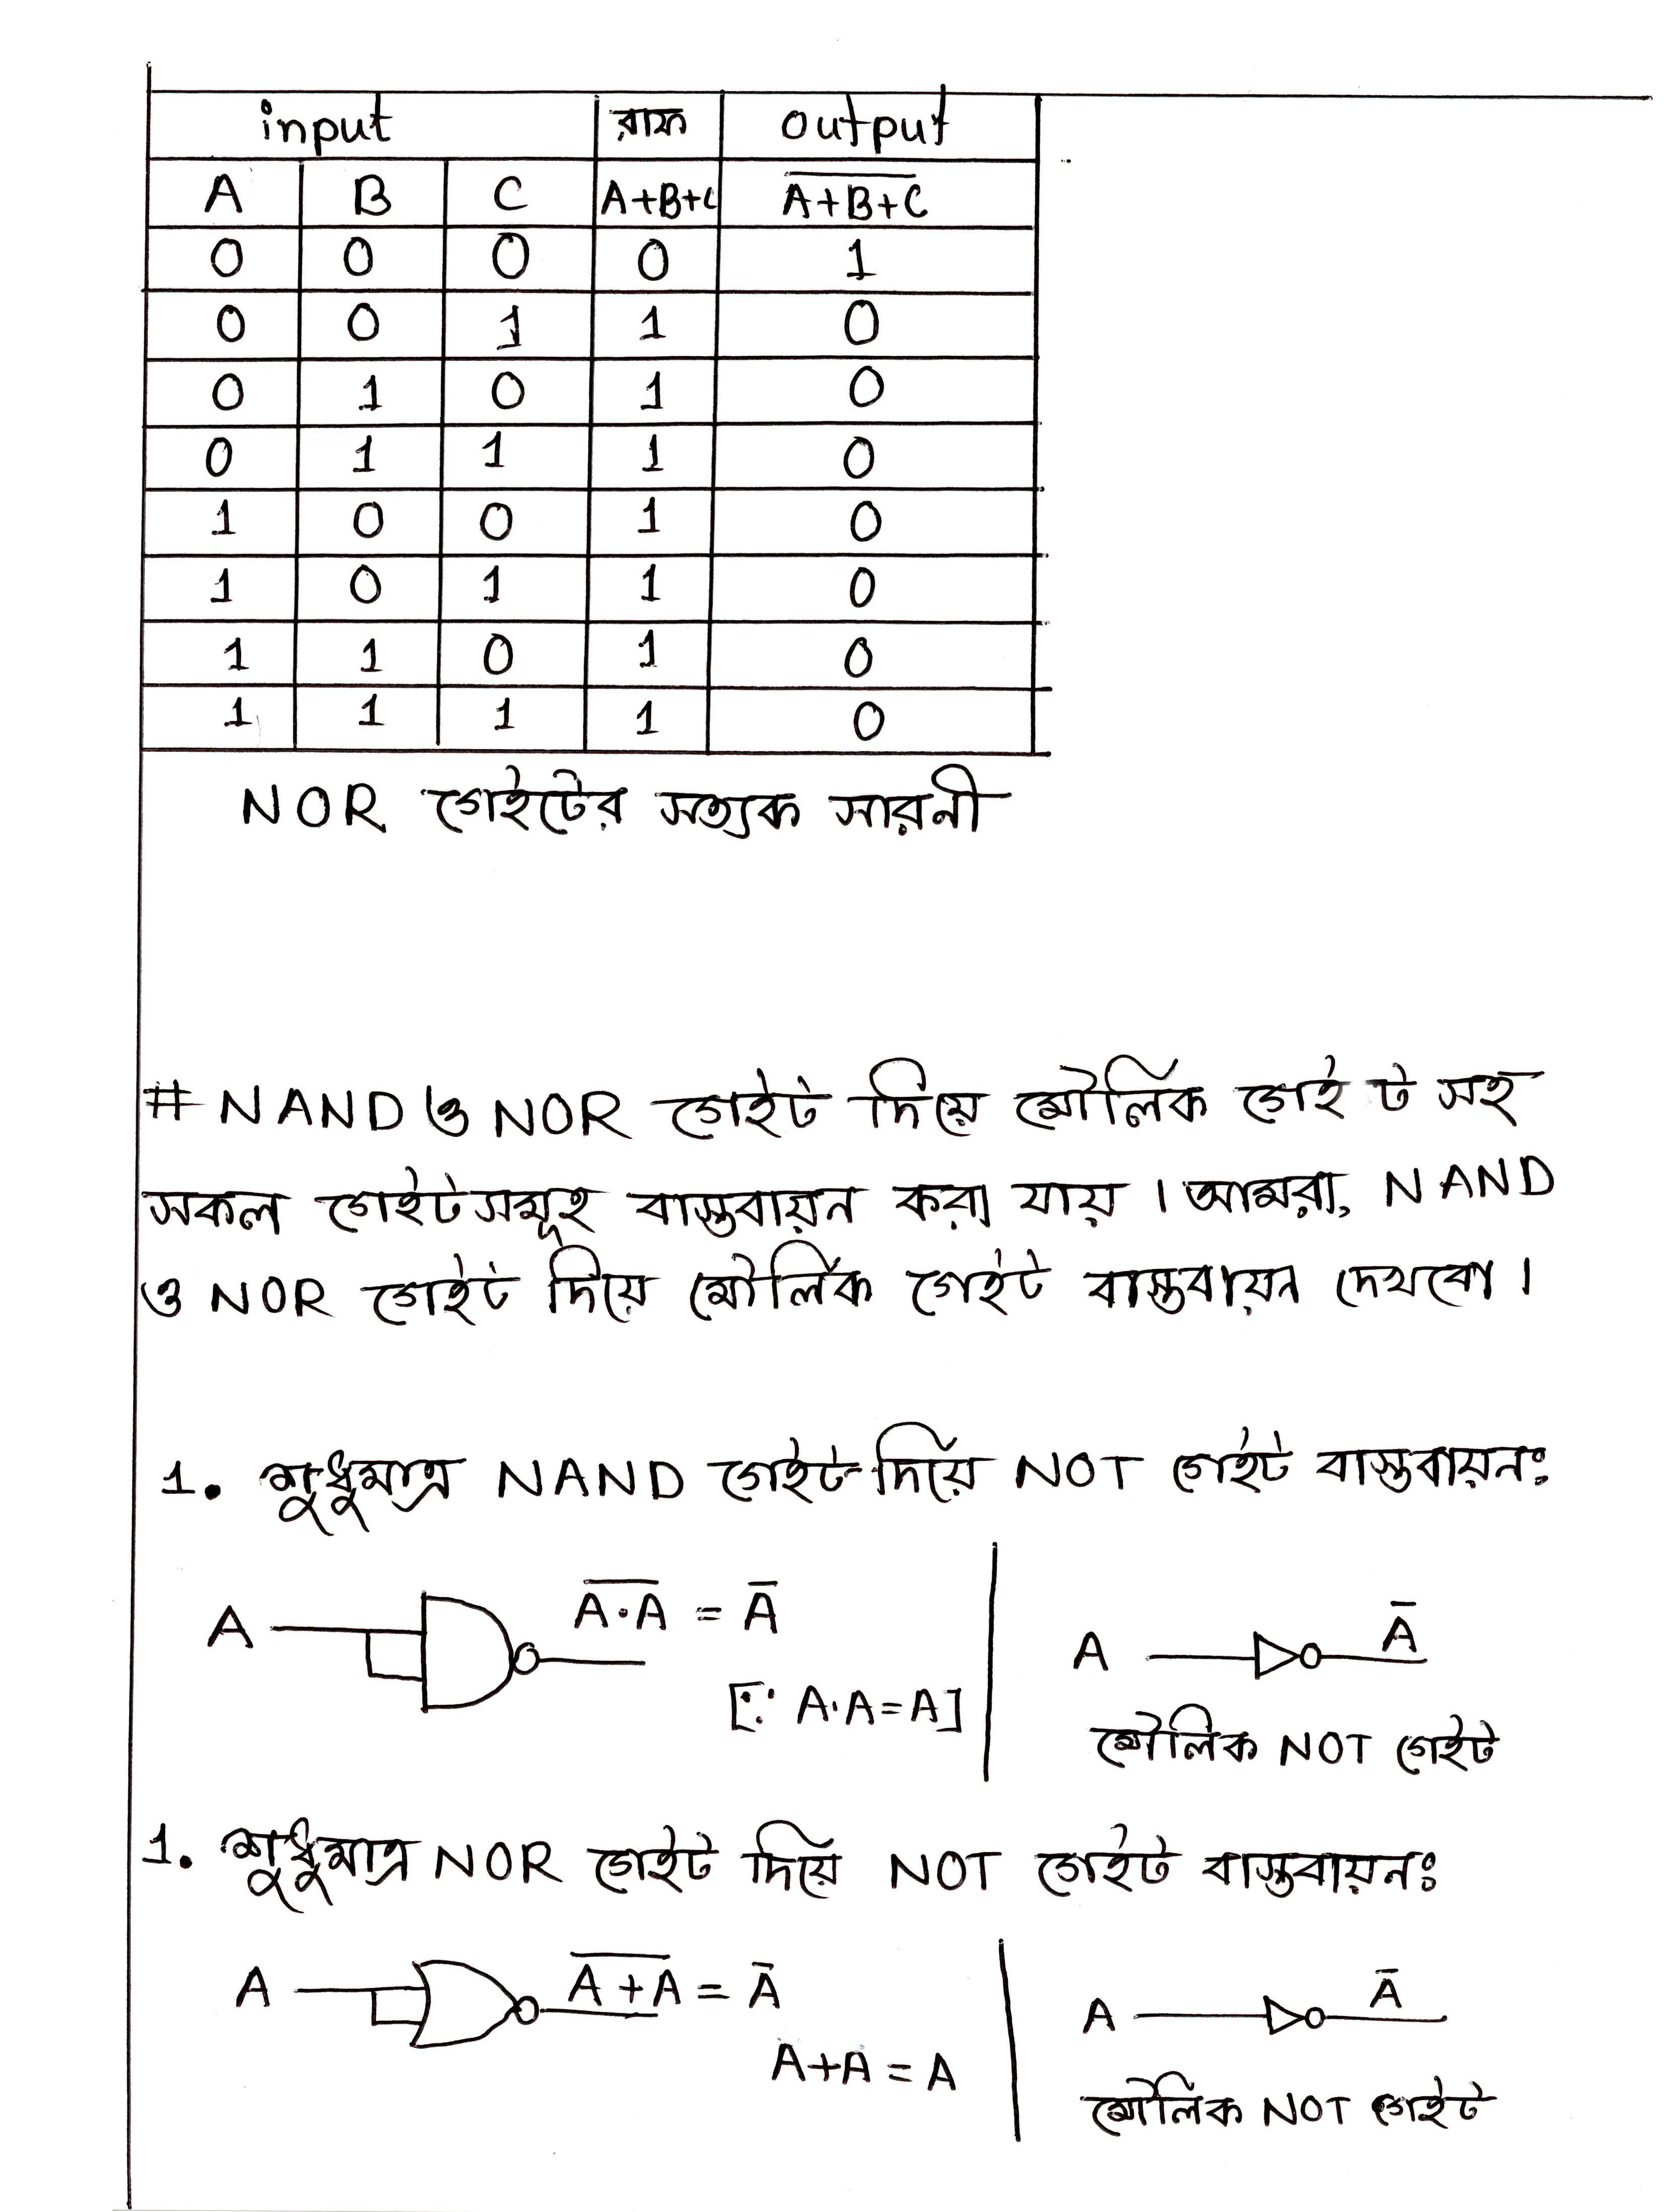 input রাফ output
A B C A+B+C A̅+̅B̅+̅C̅
0 0 0 0 1
0 0 1 1 0
0 1 0 1 0
0 1 1 1 0
1 0 0 1 0
1 0 1 1 0
1 1 0 1 0
1 1 1 1 0
NOR গেইটের সত্যক সারনী
# NAND ও NOR গেইট দিয়ে মৌলিক গেইট সহ
সকল গেইটসমূহ বাস্তবায়ন করা যায় । আমরা, NAND
ও NOR গেইট দিয়ে মৌলিক গেইট বাস্তবায়ন দেখবো ।
1. শুধুমাত্র NAND গেইট দিয়ে NOT গেইট বাস্তবায়নঃ
A A̅·̅A̅ = A̅
[∵ A·A=A]
A A̅
মৌলিক NOT গেইট
1. শুধুমাত্র NOR গেইট দিয়ে NOT গেইট বাস্তবায়নঃ
A A̅+̅A̅ = A̅
A+A = A
A A̅
মৌলিক NOT গেইট